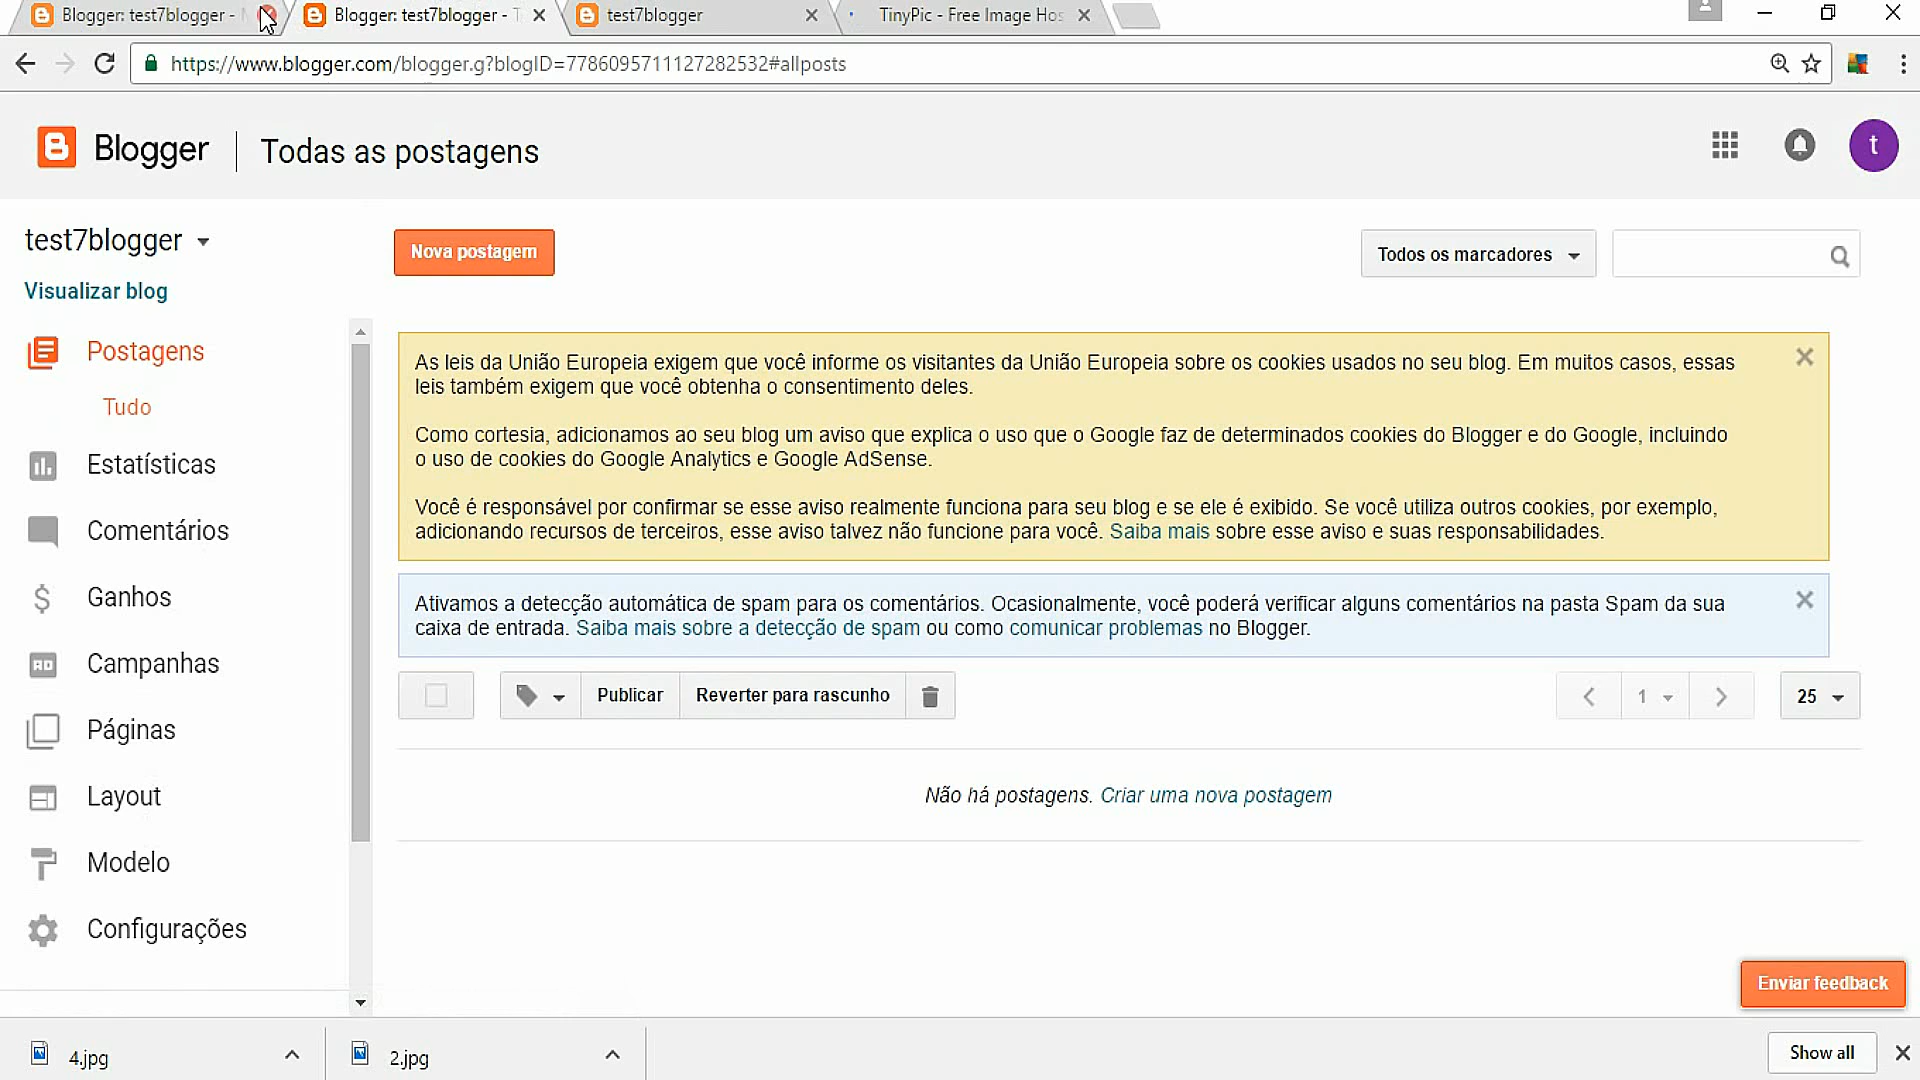 Blogger: test7blogger -
Blogger: test7blogger - T
test7blogger
TinyPic - Free Image Hos
https://www.blogger.com/blogger.g?blogID=7786095711127282532#allposts
Blogger
Todas as postagens
t
test7blogger
Visualizar blog
Nova postagem
Todos os marcadores
Postagens
Tudo
Estatísticas
Comentários
Ganhos
Campanhas
Páginas
Layout
Modelo
Configurações
As leis da União Europeia exigem que você informe os visitantes da União Europeia sobre os cookies usados no seu blog. Em muitos casos, essas
leis também exigem que você obtenha o consentimento deles.
Como cortesia, adicionamos ao seu blog um aviso que explica o uso que o Google faz de determinados cookies do Blogger e do Google, incluindo
o uso de cookies do Google Analytics e Google AdSense.
Você é responsável por confirmar se esse aviso realmente funciona para seu blog e se ele é exibido. Se você utiliza outros cookies, por exemplo,
adicionando recursos de terceiros, esse aviso talvez não funcione para você. Saiba mais sobre esse aviso e suas responsabilidades.
Ativamos a detecção automática de spam para os comentários. Ocasionalmente, você poderá verificar alguns comentários na pasta Spam da sua
caixa de entrada. Saiba mais sobre a detecção de spam ou como comunicar problemas no Blogger.
Publicar
Reverter para rascunho
1
25
Não há postagens. Criar uma nova postagem
Enviar feedback
4.jpg
2.jpg
Show all